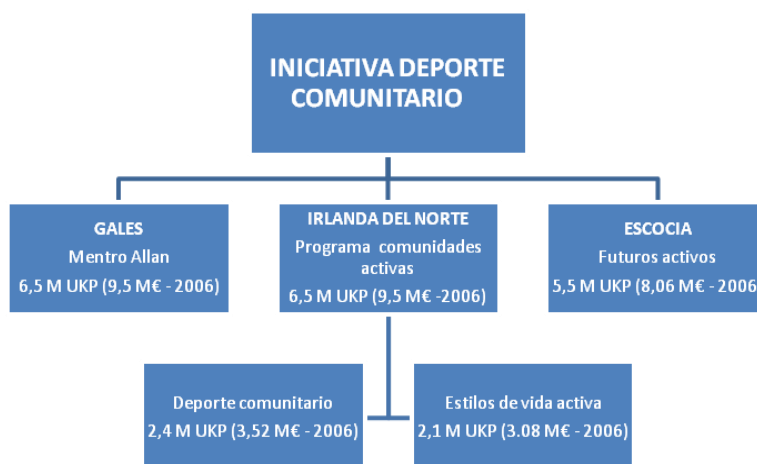 INICIATIVA DEPORTE
COMUNITARIO
GALES
Mentro Allan
6,5 M UKP (9,5 M€ - 2006)
IRLANDA DEL NORTE
Programa comunidades
activas
6,5 M UKP (9,5 M€ -2006)
ESCOCIA
Futuros activos
5,5 M UKP (8,06 M€ - 2006
Deporte comunitario
2,4 M UKP (3,52 M€ - 2006)
Estilos de vida activa
2,1 M UKP (3.08 M€ - 2006)